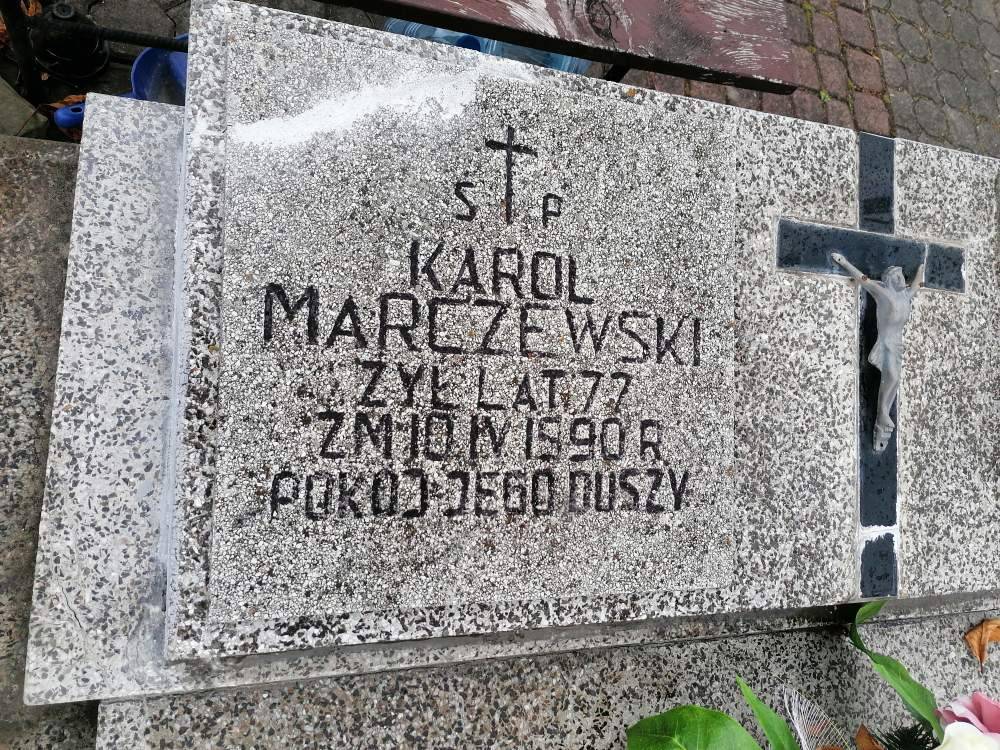 S P
KAROL
MARCZEWSKI
ŻYŁ LAT 77
ZM.10.IV 1990 R
POKÓJ JEGO DUSZY